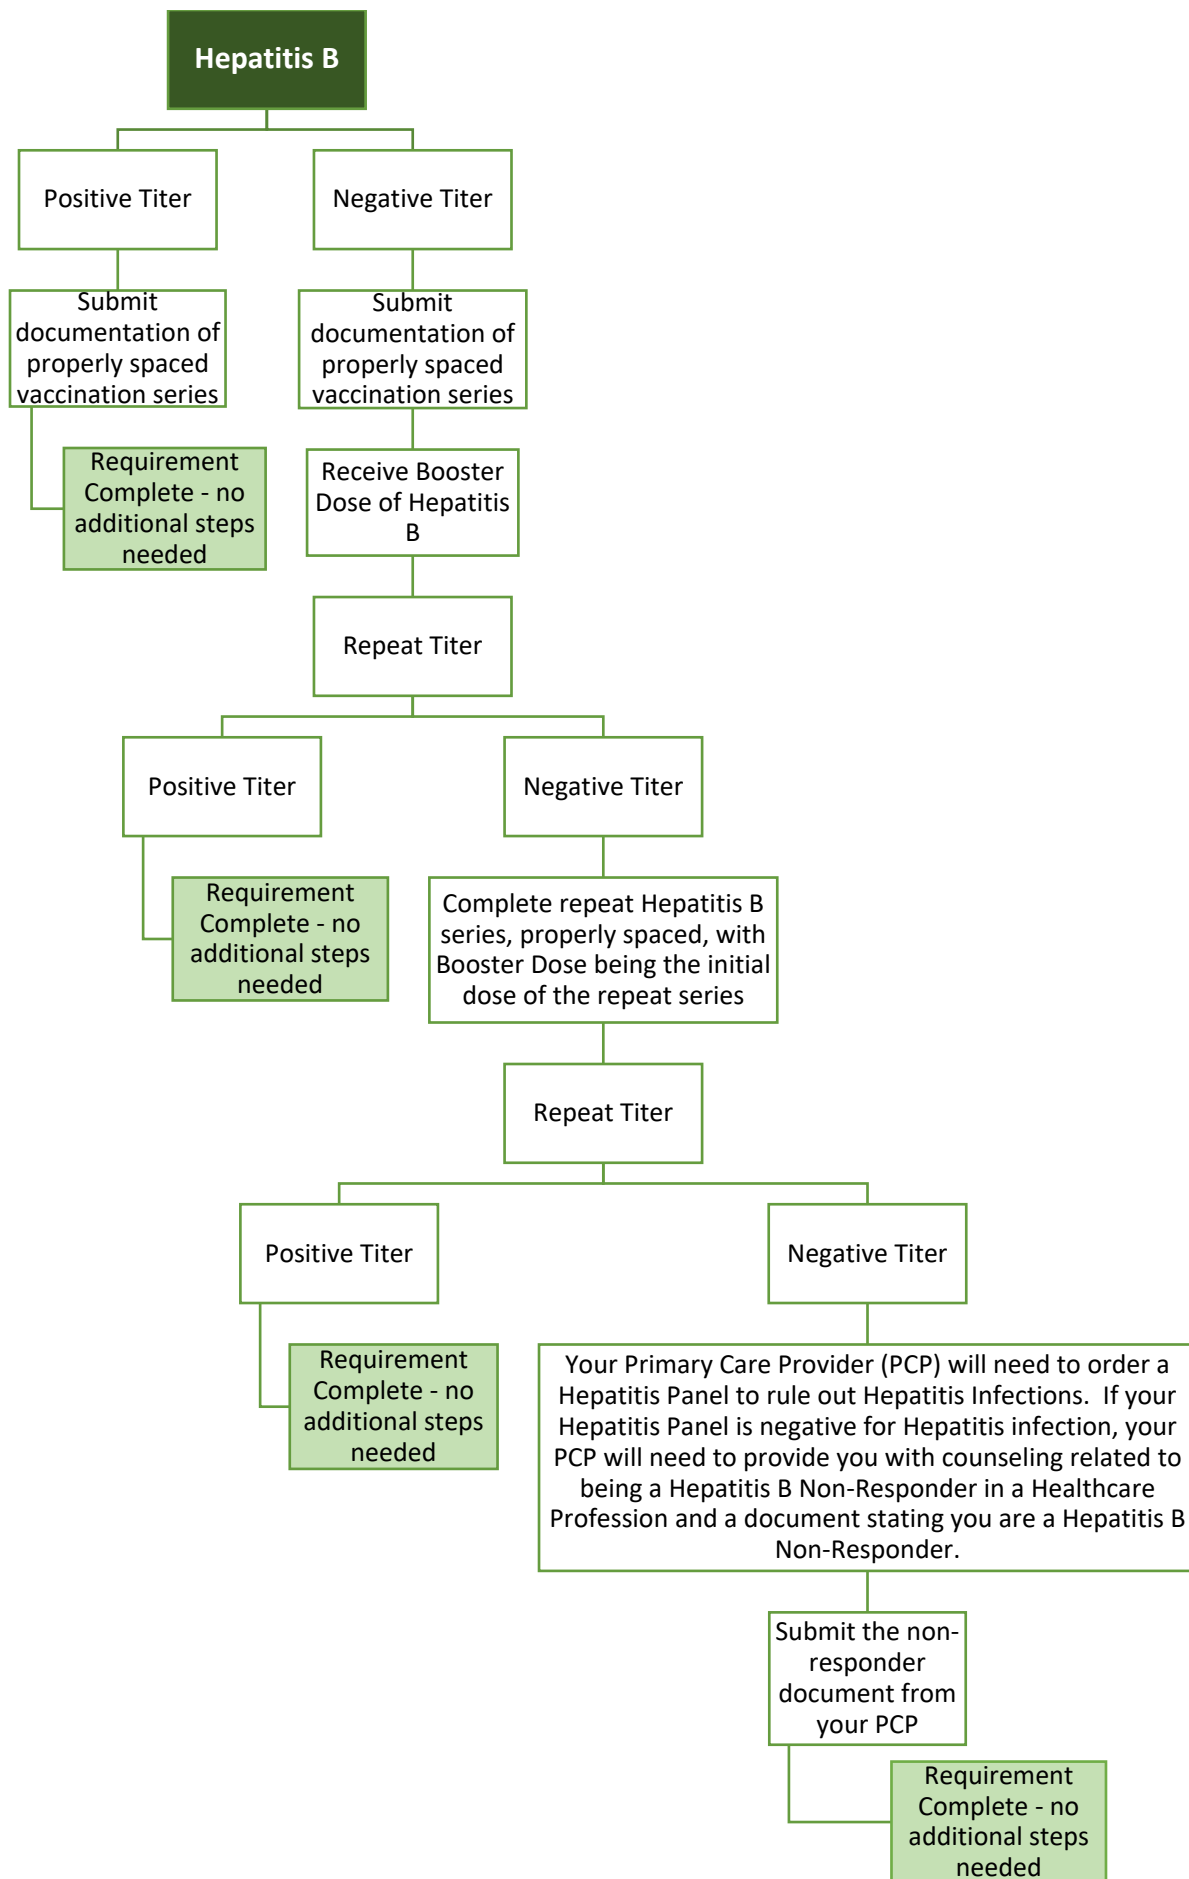 Hepatitis B
Positive Titer
Negative Titer
Submit
documentation of
properly spaced
vaccination series
Submit
documentation of
properly spaced
vaccination series
Requirement
Complete - no
additional steps
needed
Receive Booster
Dose of Hepatitis
B
Repeat Titer
Positive Titer
Negative Titer
Requirement
Complete - no
additional steps
needed
Complete repeat Hepatitis B
series, properly spaced, with
Booster Dose being the initial
dose of the repeat series
Repeat Titer
Positive Titer
Negative Titer
Requirement
Complete - no
additional steps
needed
Your Primary Care Provider (PCP) will need to order a
Hepatitis Panel to rule out Hepatitis Infections.  If your
Hepatitis Panel is negative for Hepatitis infection, your
PCP will need to provide you with counseling related to
being a Hepatitis B Non-Responder in a Healthcare
Profession and a document stating you are a Hepatitis B
Non-Responder.
Submit the non-
responder
document from
your PCP
Requirement
Complete - no
additional steps
needed